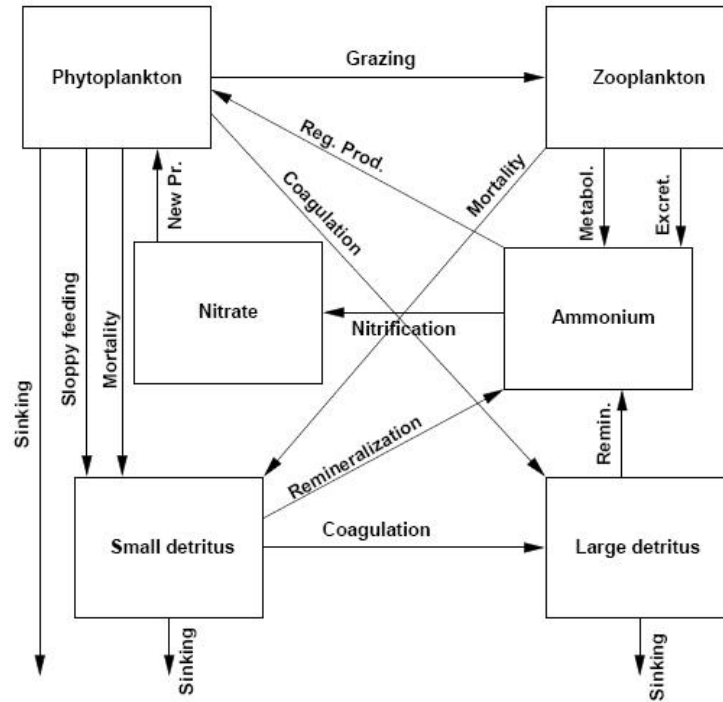 Phytoplankton
Grazing
Zooplankton
Reg. Prod.
Coagulation
Mortality
Metabol.
Excret.
New Pr.
Nitrate
Ammonium
Nitrification
Sinking
Sloppy feeding
Mortality
Remineralization
Remin.
Small detritus
Coagulation
Large detritus
Sinking
Sinking